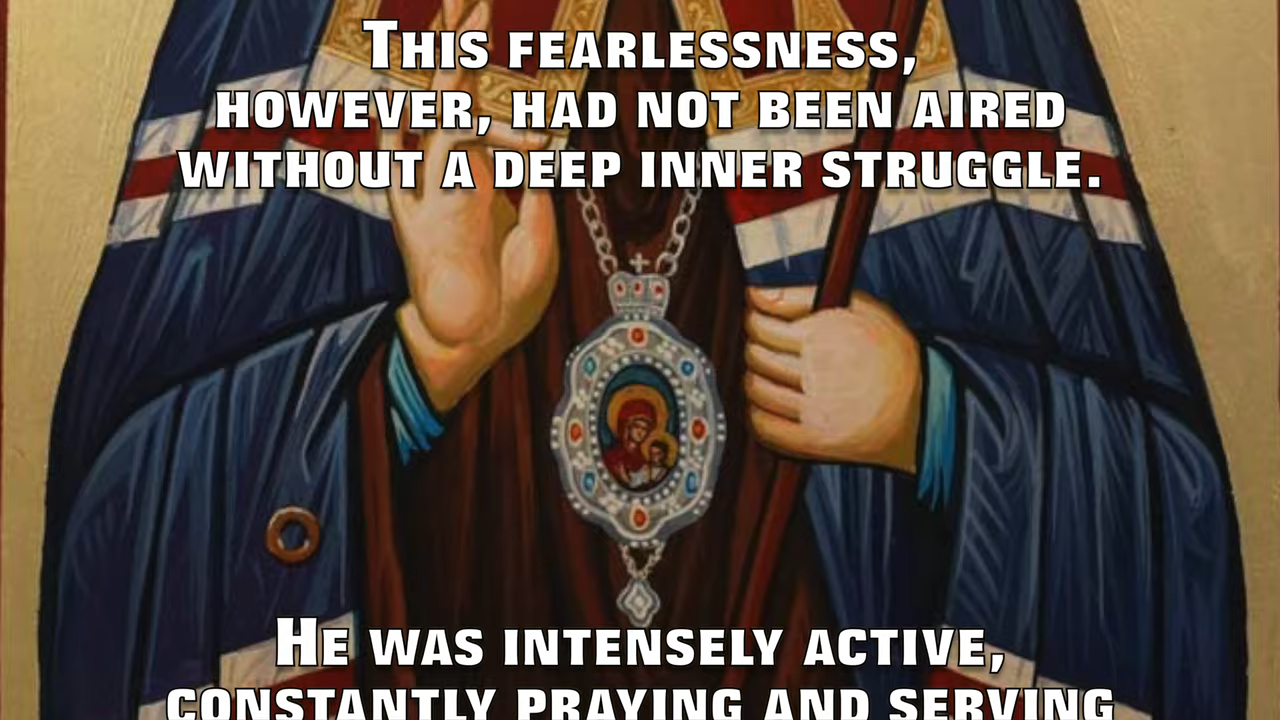 This fearlessness,
however, had not been aired
without a deep inner struggle.
He was intensely active,
constantly praying and serving